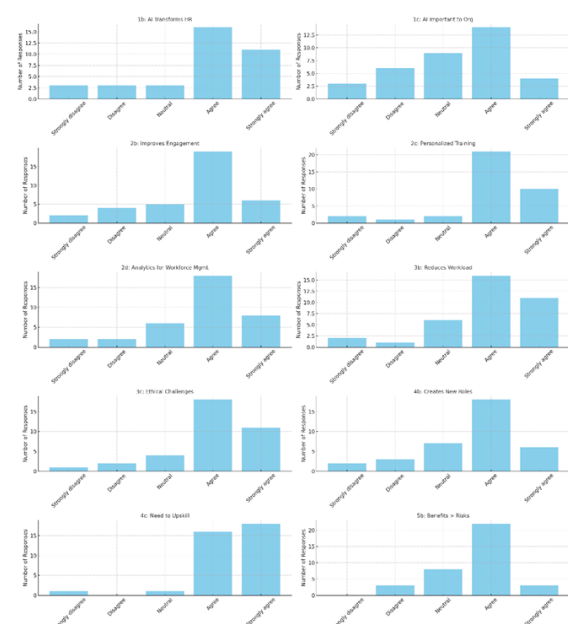 1b: AI Transforms HR
Number of Responses
15.0
12.5
10.0
7.5
5.0
2.5
0.0
Strongly disagree
Disagree
Neutral
Agree
Strongly agree
1c: AI Important to Org
Number of Responses
12.5
10.0
7.5
5.0
2.5
0.0
Strongly disagree
Disagree
Neutral
Agree
Strongly agree
2b: Improves Engagement
Number of Responses
15
10
5
0
Strongly disagree
Disagree
Neutral
Agree
Strongly agree
2c: Personalized Training
Number of Responses
20
15
10
5
0
Strongly disagree
Disagree
Neutral
Agree
Strongly agree
2d: Analytics for Workforce Mgmt
Number of Responses
15
10
5
0
Strongly disagree
Disagree
Neutral
Agree
Strongly agree
3b: Reduces Workload
Number of Responses
15.0
12.5
10.0
7.5
5.0
2.5
0.0
Strongly disagree
Disagree
Neutral
Agree
Strongly agree
3c: Ethical Challenges
Number of Responses
15
10
5
0
Strongly disagree
Disagree
Neutral
Agree
Strongly agree
4b: Creates New Roles
Number of Responses
15
10
5
0
Strongly disagree
Disagree
Neutral
Agree
Strongly agree
4c: Need to Upskill
Number of Responses
15
10
5
0
Strongly disagree
Disagree
Neutral
Agree
Strongly agree
5b: Benefits > Risks
Number of Responses
20
15
10
5
0
Strongly disagree
Disagree
Neutral
Agree
Strongly agree